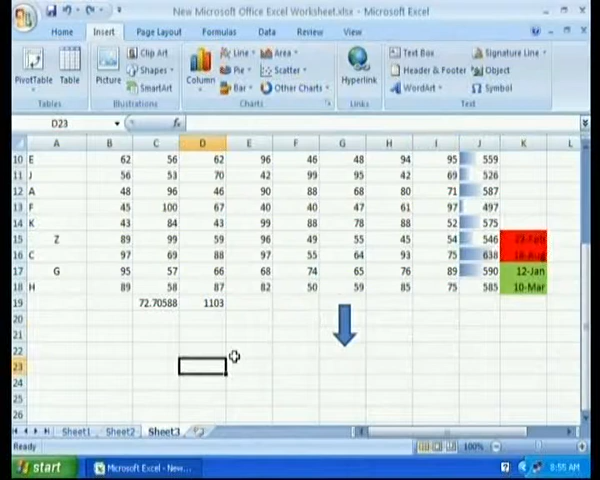 New Microsoft Office Excel Worksheet.xlsx - Microsoft Excel
Home Insert Page Layout Formulas Data Review View
PivotTable Table Picture Clip Art Shapes SmartArt Column Line Pie Bar Area Scatter Other Charts Hyperlink Text Box Header & Footer WordArt Signature Line Object Symbol
Tables Illustrations Charts Links Text
D23 fx
A B C D E F G H I J K L
10 E 62 56 62 96 46 48 94 95 559
11 J 56 53 70 42 99 95 42 69 526
12 A 48 96 46 90 88 68 80 71 587
13 F 45 100 67 40 40 47 61 97 497
14 K 43 84 43 99 88 78 88 52 575
15 Z 89 99 59 96 49 55 45 54 546
16 C 97 69 88 97 55 64 93 75 638
17 G 95 57 66 68 74 65 76 89 590 12-Jan
18 H 89 58 87 82 50 59 85 75 585 10-Mar
19 72.70588 1103
20
21
22
23
24
25
26
Sheet1 Sheet2 Sheet3
Ready 100%
start Microsoft Excel - New... 8:55 AM